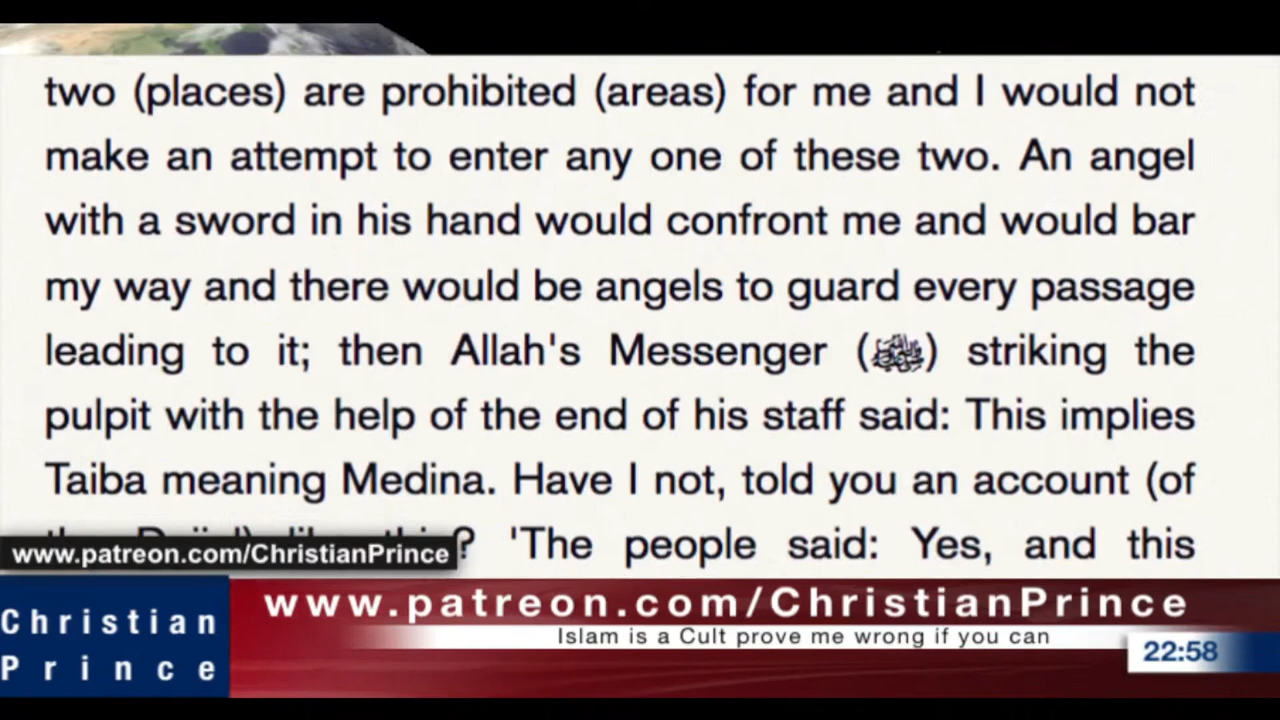 two (places) are prohibited (areas) for me and I would not
make an attempt to enter any one of these two. An angel
with a sword in his hand would confront me and would bar
my way and there would be angels to guard every passage
leading to it; then Allah's Messenger (ﷺ) striking the
pulpit with the help of the end of his staff said: This implies
Taiba meaning Medina. Have I not, told you an account (of
? 'The people said: Yes, and this
www.patreon.com/ChristianPrince
Christian
Prince
www.patreon.com/ChristianPrince
Islam is a Cult prove me wrong if you can
22:58